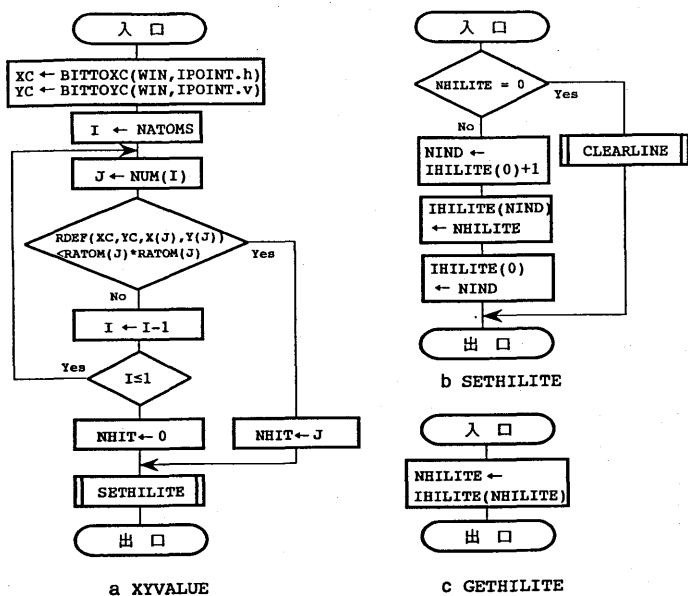 入 口
XC ← BITTOXC(WIN,IPOINT.h)
YC ← BITTOYC(WIN,IPOINT.v)
I ← NATOMS
J ← NUM(I)
RDEF(XC,YC,X(J),Y(J))
<RATOM(J)*RATOM(J)
Yes
No
I ← I-1
Yes
I≤1
NHIT ← 0
NHIT ← J
SETHILITE
出 口
a XYVALUE
入 口
NHILITE = 0
Yes
No
NIND ←
IHILITE(0)+1
CLEARLINE
IHILITE(NIND)
← NHILITE
IHILITE(0)
← NIND
出 口
b SETHILITE
入 口
NHILITE ←
IHILITE(NHILITE)
出 口
c GETHILITE